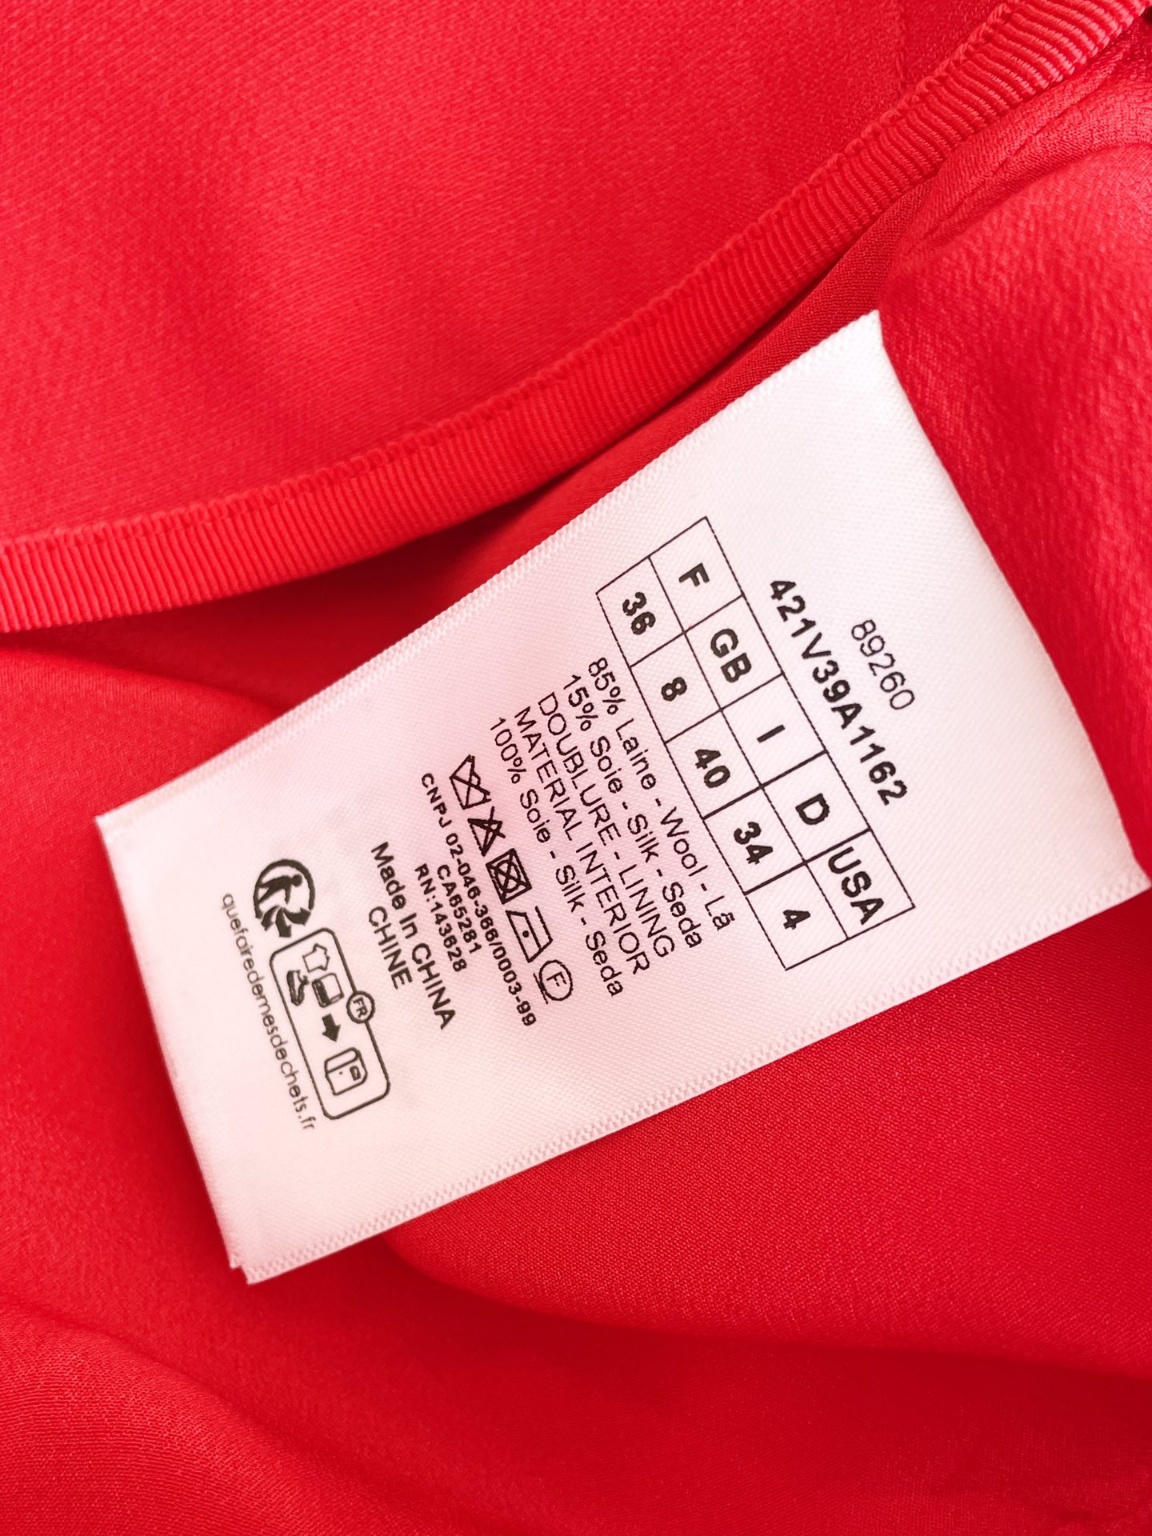 89260
421V39A1162
F GB I D USA
36 8 40 34 4
85% Laine - Wool - Lã
15% Soie - Silk - Seda
DOUBLURE - LINING
MATERIAL INTERIOR
100% Soie - Silk - Seda
F
CNPJ 02-046-366/0003-99
CA65281
RN:143628
Made In CHINA
CHINE
FR
quefairedemesdechets.fr